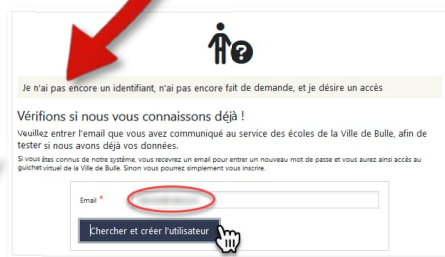 Je n'ai pas encore un identifiant, n'ai pas encore fait de demande, et je désire un accès
Vérifions si nous vous connaissons déjà !
Veuillez entrer l'email que vous avez communiqué au service des écoles de la Ville de Bulle, afin de
tester si nous avons déjà vos données.
Si vous êtes connus de notre système, vous recevrez un email pour entrer un nouveau mot de passe et vous aurez ainsi accès au
guichet virtuel de la Ville de Bulle. Sinon vous pourrez simplement vous inscrire.
Email *
Chercher et créer l'utilisateur